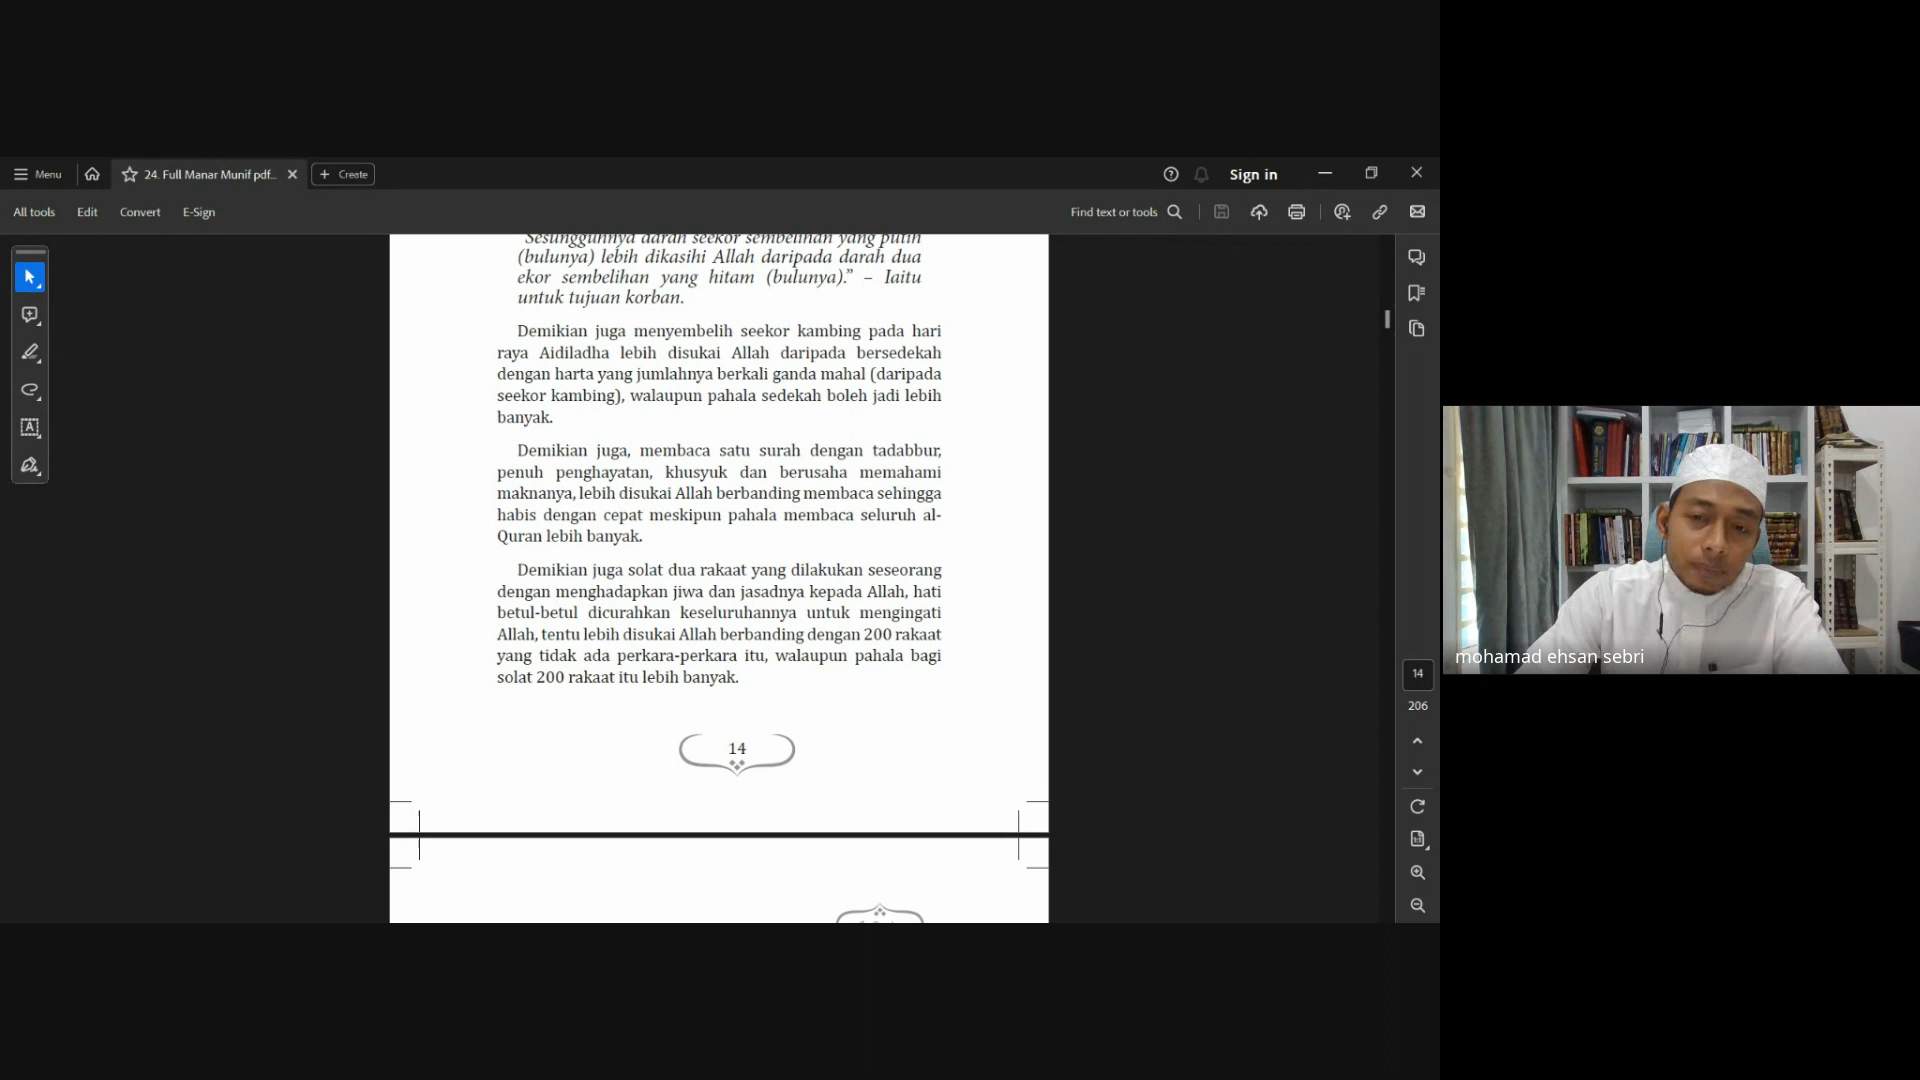 Menu
24. Full Manar Munif pdf...
Create
Sign in
All tools
Edit
Convert
E-Sign
Find text or tools
"Sesungguhnya darah seekor sembelihan yang putih
(bulunya) lebih dikasihi Allah daripada darah dua
ekor sembelihan yang hitam (bulunya)." – Iaitu
untuk tujuan korban.
Demikian juga menyembelih seekor kambing pada hari
raya Aidiladha lebih disukai Allah daripada bersedekah
dengan harta yang jumlahnya berkali ganda mahal (daripada
seekor kambing), walaupun pahala sedekah boleh jadi lebih
banyak.
Demikian juga, membaca satu surah dengan tadabbur,
penuh penghayatan, khusyuk dan berusaha memahami
maknanya, lebih disukai Allah berbanding membaca sehingga
habis dengan cepat meskipun pahala membaca seluruh al-
Quran lebih banyak.
Demikian juga solat dua rakaat yang dilakukan seseorang
dengan menghadapkan jiwa dan jasadnya kepada Allah, hati
betul-betul dicurahkan keseluruhannya untuk mengingati
Allah, tentu lebih disukai Allah berbanding dengan 200 rakaat
yang tidak ada perkara-perkara itu, walaupun pahala bagi
solat 200 rakaat itu lebih banyak.
14
14
206
mohamad ehsan sebri